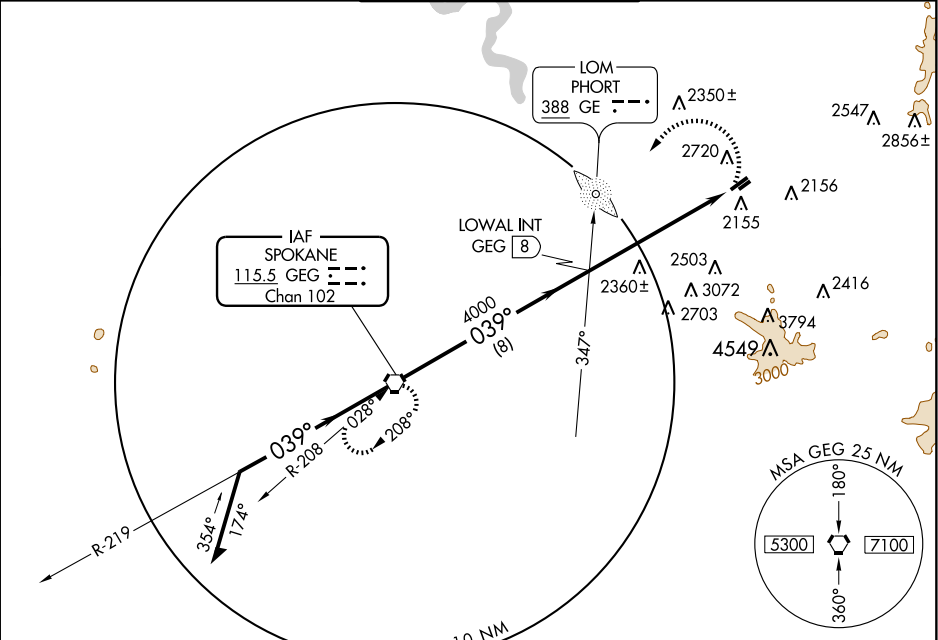 LOM
PHORT
388 GE
2350±
2547
2856±
2720
2156
2155
LOWAL INT
GEG 8
IAF
SPOKANE
115.5 GEG
Chan 102
2503
2360±
3072
2416
2703
3794
4549
3000
4000
039°
(8)
347°
039°
028°
208°
R-208
354°
174°
R-219
MSA GEG 25 NM
180°
5300
7100
360°
10 NM